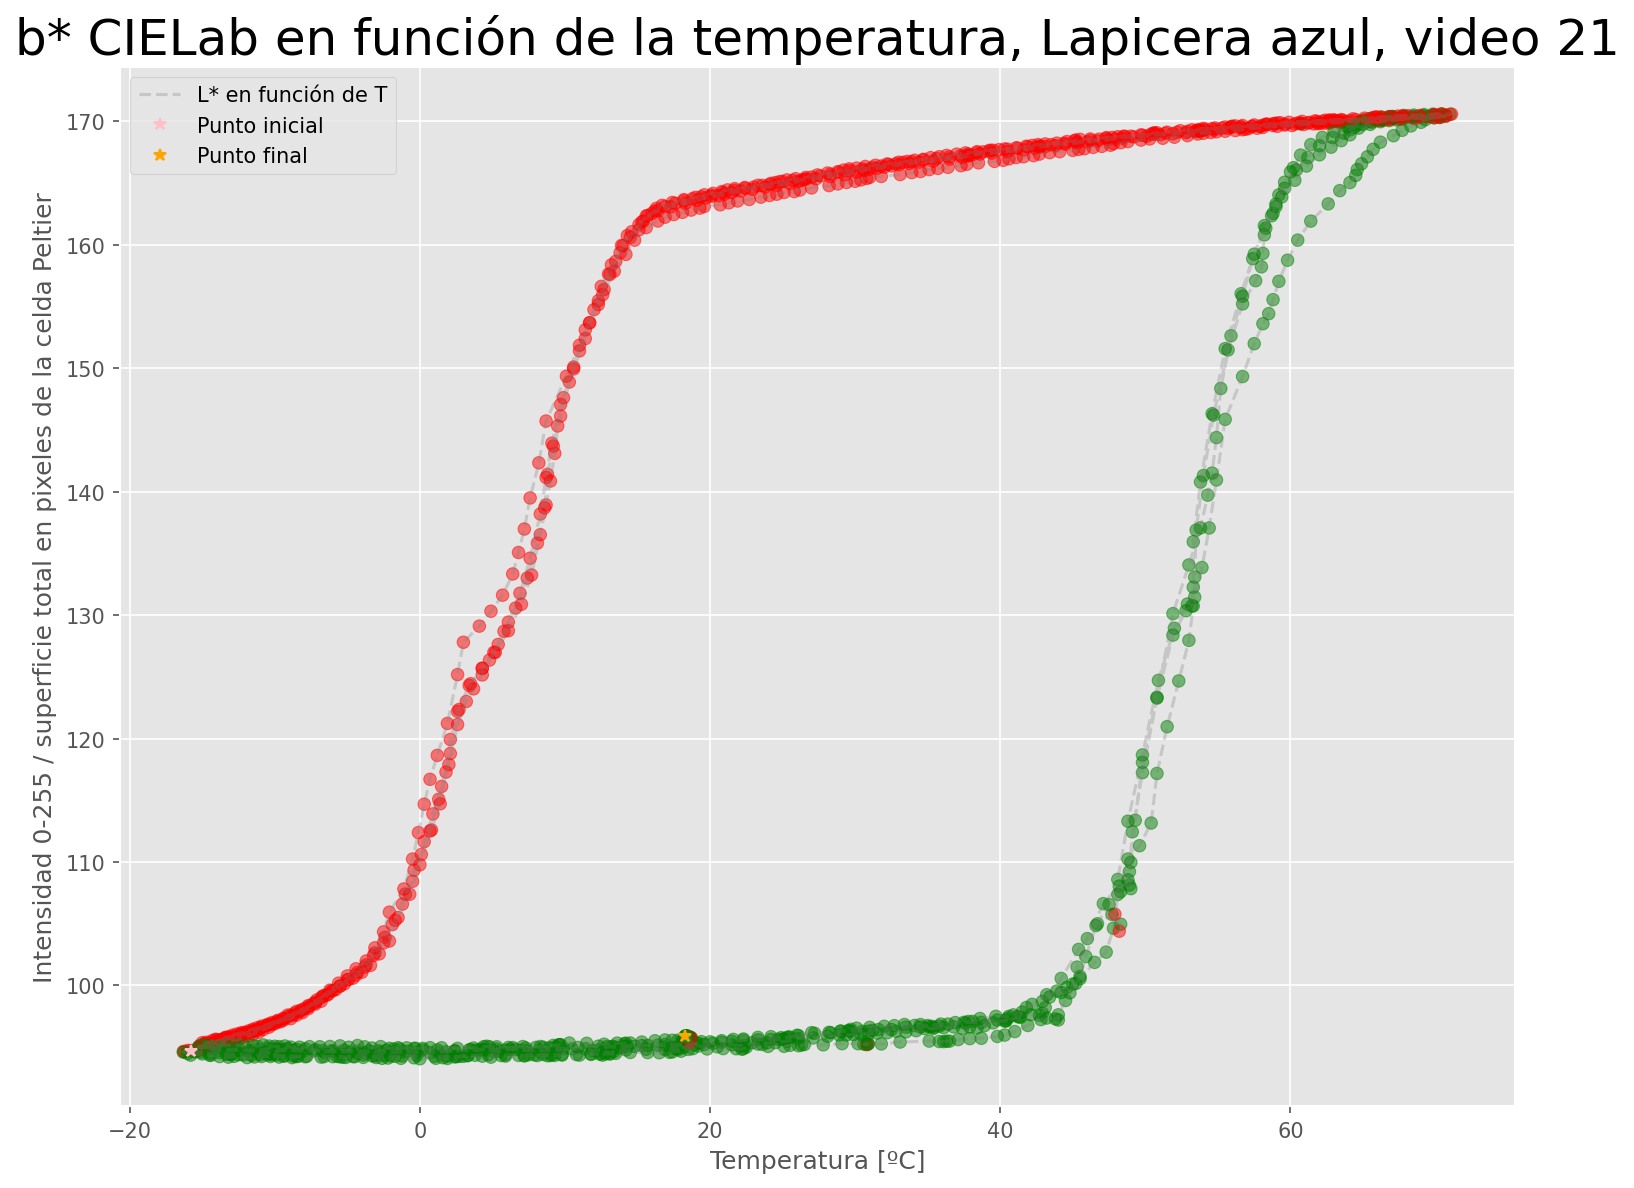 b* CIELab en función de la temperatura, Lapicera azul, video 21
L* en función de T
Punto inicial
Punto final
Intensidad 0-255 / superficie total en pixeles de la celda Peltier
170
160
150
140
130
120
110
100
−20
0
20
40
60
Temperatura [ºC]